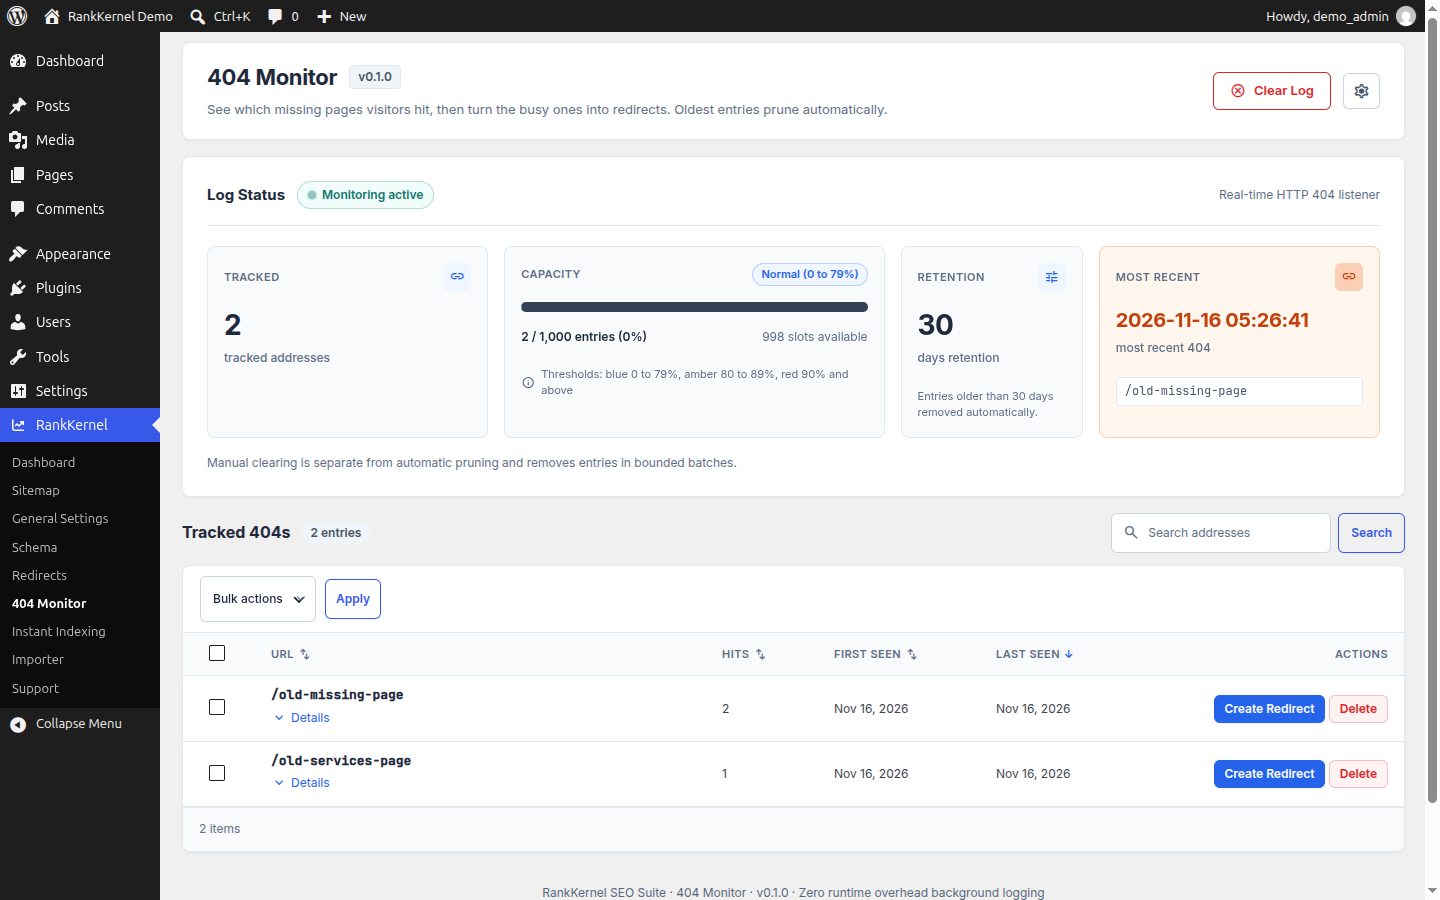 RankKernel Demo
Ctrl+K
0
New
Howdy, demo_admin
Dashboard
Posts
Media
Pages
Comments
Appearance
Plugins
Users
Tools
Settings
RankKernel
Dashboard
Sitemap
General Settings
Schema
Redirects
404 Monitor
Instant Indexing
Importer
Support
Collapse Menu
404 Monitor v0.1.0
See which missing pages visitors hit, then turn the busy ones into redirects. Oldest entries prune automatically.
Clear Log
Log Status
Monitoring active
Real-time HTTP 404 listener
TRACKED
2
tracked addresses
CAPACITY
Normal (0 to 79%)
2 / 1,000 entries (0%)
998 slots available
Thresholds: blue 0 to 79%, amber 80 to 89%, red 90% and
above
RETENTION
30
days retention
Entries older than 30 days
removed automatically.
MOST RECENT
2026-11-16 05:26:41
most recent 404
/old-missing-page
Manual clearing is separate from automatic pruning and removes entries in bounded batches.
Tracked 404s
2 entries
Search addresses
Search
Bulk actions
Apply
URL HITS FIRST SEEN LAST SEEN ACTIONS
/old-missing-page
Details
2 Nov 16, 2026 Nov 16, 2026 Create Redirect Delete
/old-services-page
Details
1 Nov 16, 2026 Nov 16, 2026 Create Redirect Delete
2 items
RankKernel SEO Suite · 404 Monitor · v0.1.0 · Zero runtime overhead background logging